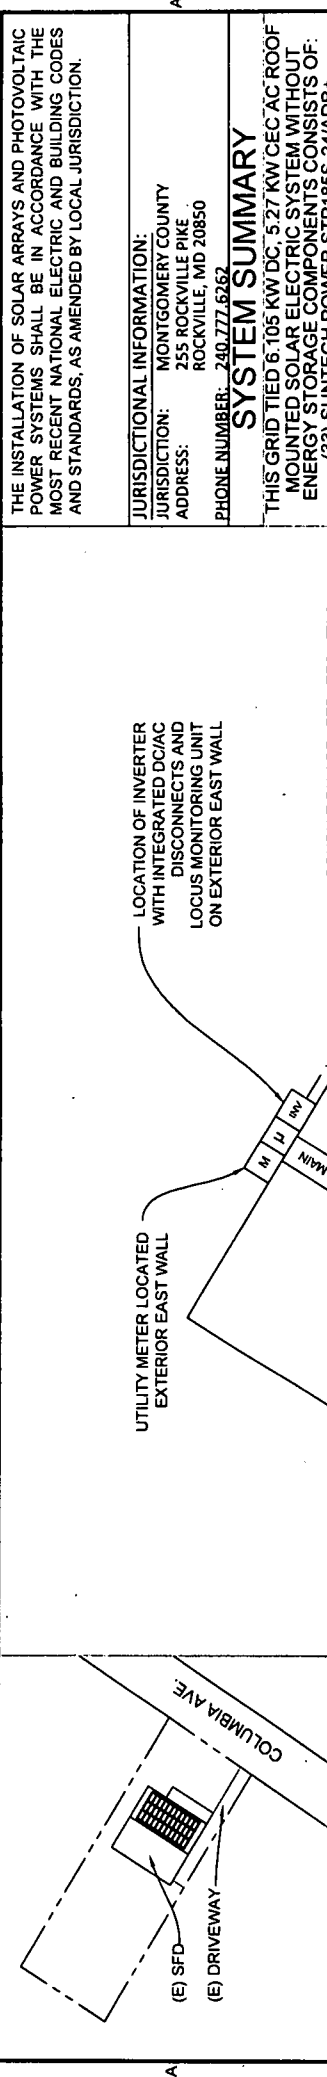 A
COLUMBIA AVE.
(E) SFD
(E) DRIVEWAY
UTILITY METER LOCATED
EXTERIOR EAST WALL
M
µ
INV
MAIN
LOCATION OF INVERTER
WITH INTEGRATED DC/AC
DISCONNECTS AND
LOCUS MONITORING UNIT
ON EXTERIOR EAST WALL
THE INSTALLATION OF SOLAR ARRAYS AND PHOTOVOLTAIC
POWER SYSTEMS SHALL BE IN ACCORDANCE WITH THE
MOST RECENT NATIONAL ELECTRIC AND BUILDING CODES
AND STANDARDS, AS AMENDED BY LOCAL JURISDICTION.
JURISDICTIONAL INFORMATION:
JURISDICTION: MONTGOMERY COUNTY
ADDRESS: 255 ROCKVILLE PIKE
ROCKVILLE, MD 20850
PHONE NUMBER: 240 777 6262
SYSTEM SUMMARY
THIS GRID TIED 6.105 KW DC, 5.27 KW CEC AC ROOF
MOUNTED SOLAR ELECTRIC SYSTEM WITHOUT
ENERGY STORAGE COMPONENTS CONSISTS OF:
A